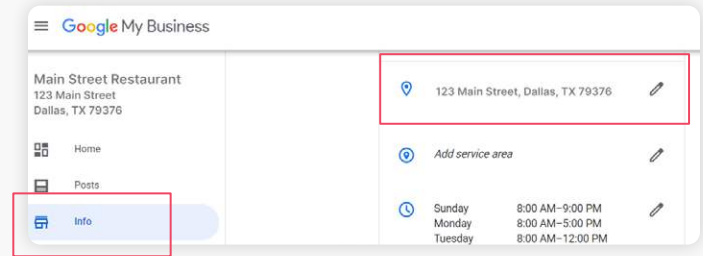 Google My Business
Main Street Restaurant
123 Main Street
Dallas, TX 79376
Home
Posts
Info
123 Main Street, Dallas, TX 79376
Add service area
Sunday 8:00 AM–9:00 PM
Monday 8:00 AM–5:00 PM
Tuesday 8:00 AM–12:00 PM